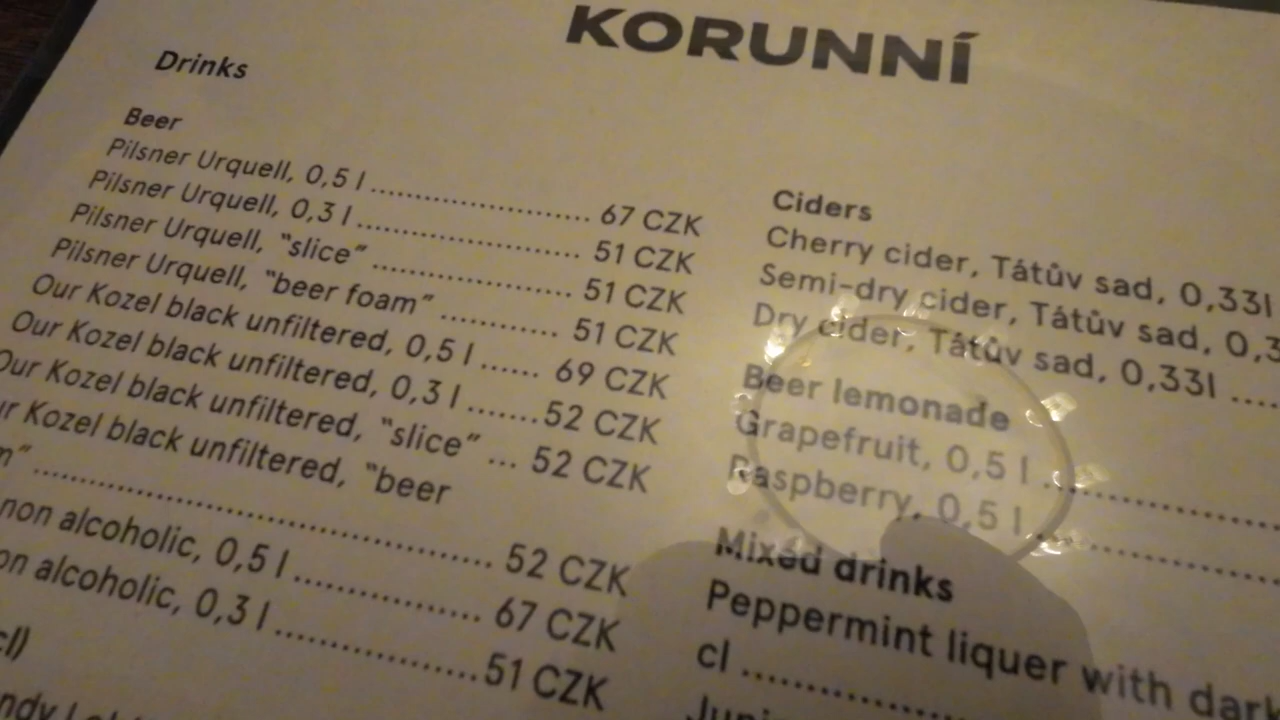 KORUNNÍ
Drinks
Beer
Pilsner Urquell, 0,5 l ........................ 67 CZK
Pilsner Urquell, 0,3 l ........................ 51 CZK
Pilsner Urquell, "slice" ...................... 51 CZK
Pilsner Urquell, "beer foam" ............. 51 CZK
Our Kozel black unfiltered, 0,5 l ...... 69 CZK
Our Kozel black unfiltered, 0,3 l .......52 CZK
Our Kozel black unfiltered, "slice" ... 52 CZK
Kozel black unfiltered, "beer
.................................................. 52 CZK
non alcoholic, 0,5 l ...................... 67 CZK
alcoholic, 0,3 l ........................51 CZK
cl)
Ciders
Cherry cider, Tátův sad, 0,33l
Semi-dry cider, Tátův sad,
Dry cider, Tátův sad, 0,33l ....
Beer lemonade
Grapefruit, 0,5 l ........................
Raspberry, 0,5 l ........................
Mixed drinks
Peppermint liquer with dark
cl ........................